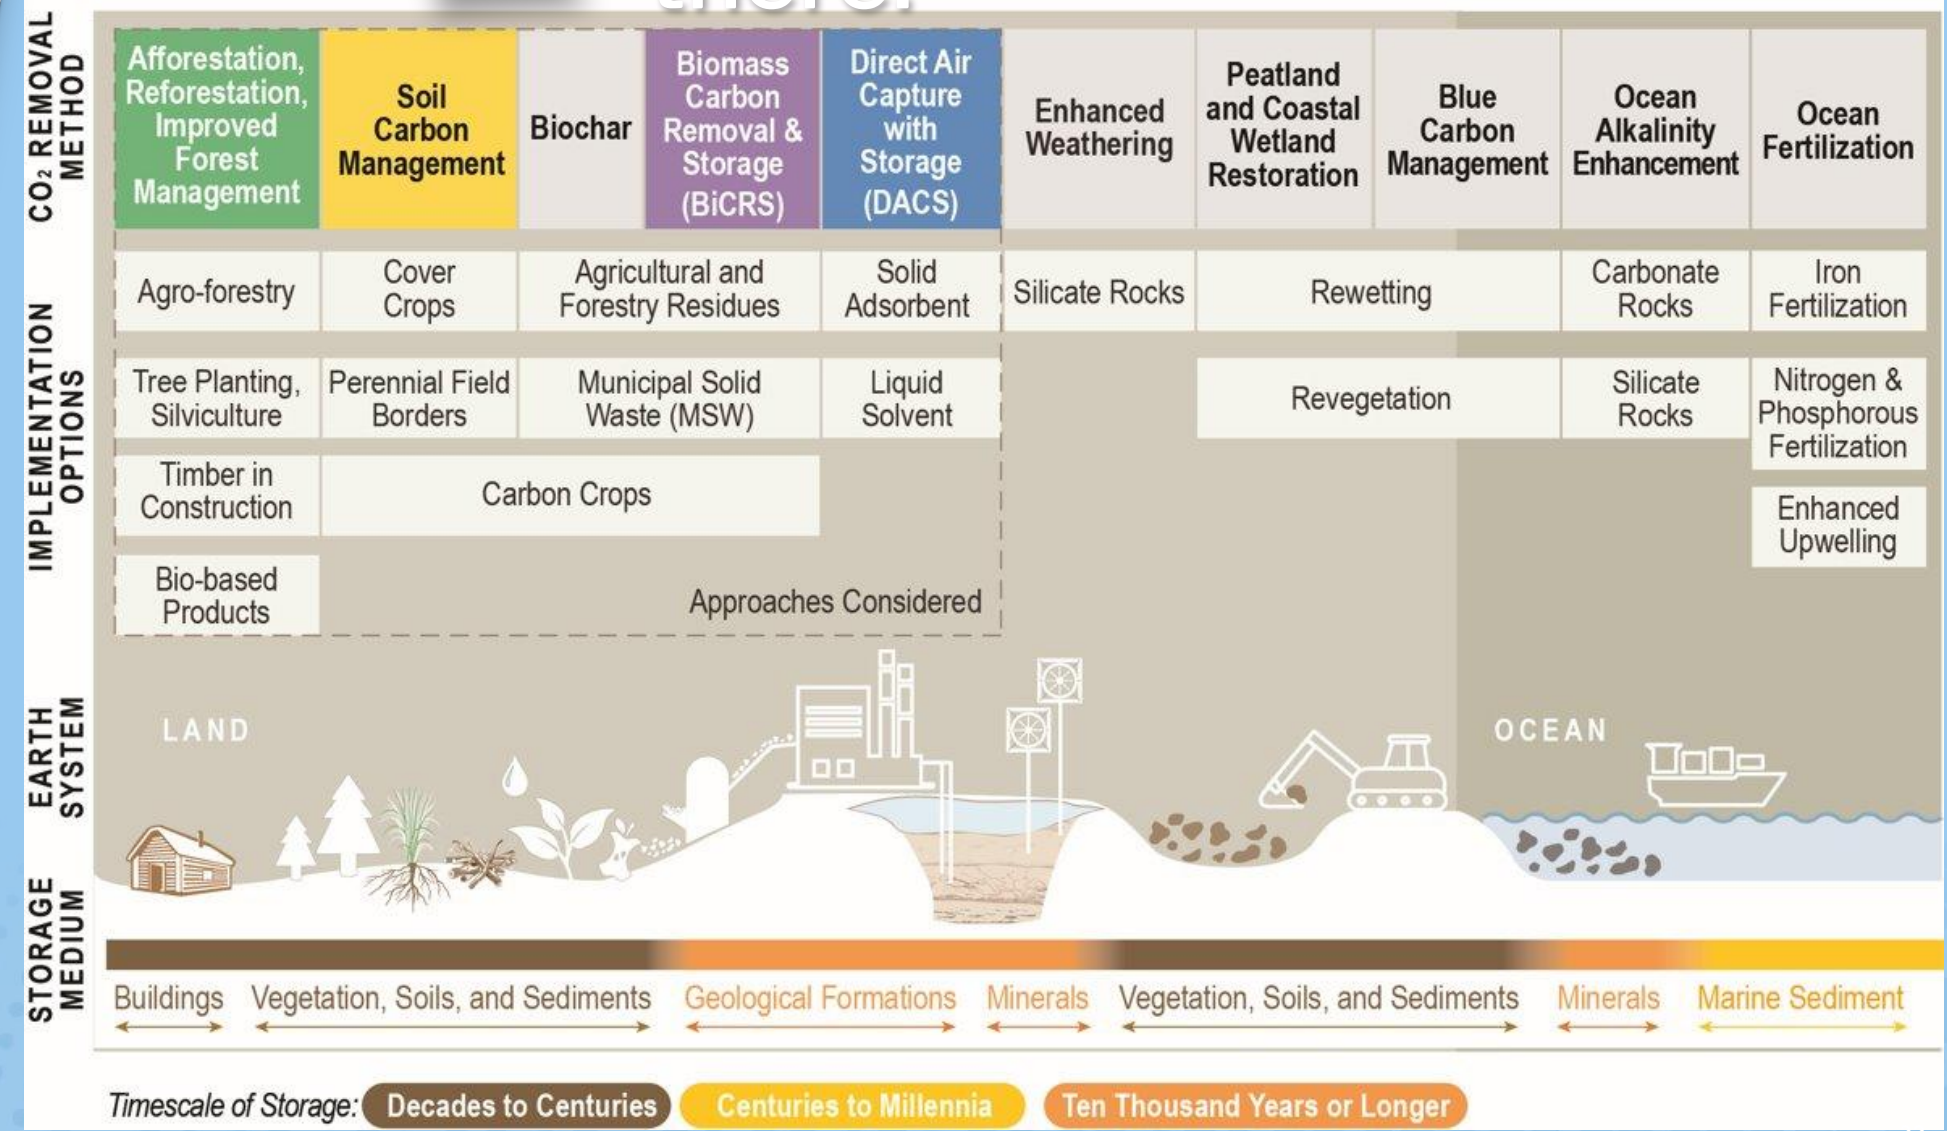 CO₂ REMOVAL
METHOD
Afforestation,
Reforestation,
Improved
Forest
Management
Soil
Carbon
Management
Biochar
Biomass
Carbon
Removal &
Storage
(BiCRS)
Direct Air
Capture
with
Storage
(DACS)
Enhanced
Weathering
Peatland
and Coastal
Wetland
Restoration
Blue
Carbon
Management
Ocean
Alkalinity
Enhancement
Ocean
Fertilization
IMPLEMENTATION
OPTIONS
Agro-forestry
Cover
Crops
Agricultural and
Forestry Residues
Solid
Adsorbent
Silicate Rocks
Rewetting
Carbonate
Rocks
Iron
Fertilization
Tree Planting,
Silviculture
Perennial Field
Borders
Municipal Solid
Waste (MSW)
Liquid
Solvent
Revegetation
Silicate
Rocks
Nitrogen &
Phosphorous
Fertilization
Timber in
Construction
Carbon Crops
Enhanced
Upwelling
Bio-based
Products
Approaches Considered
EARTH
SYSTEM
LAND
OCEAN
STORAGE
MEDIUM
Buildings
Vegetation, Soils, and Sediments
Geological Formations
Minerals
Vegetation, Soils, and Sediments
Minerals
Marine Sediment
Timescale of Storage:
Decades to Centuries
Centuries to Millennia
Ten Thousand Years or Longer